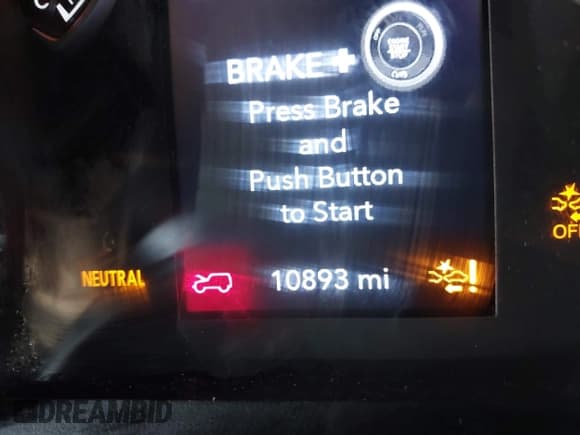 BRAKE +
Press Brake
and
Push Button
to Start
NEUTRAL
10893 mi
!
OFF
DREAMBID